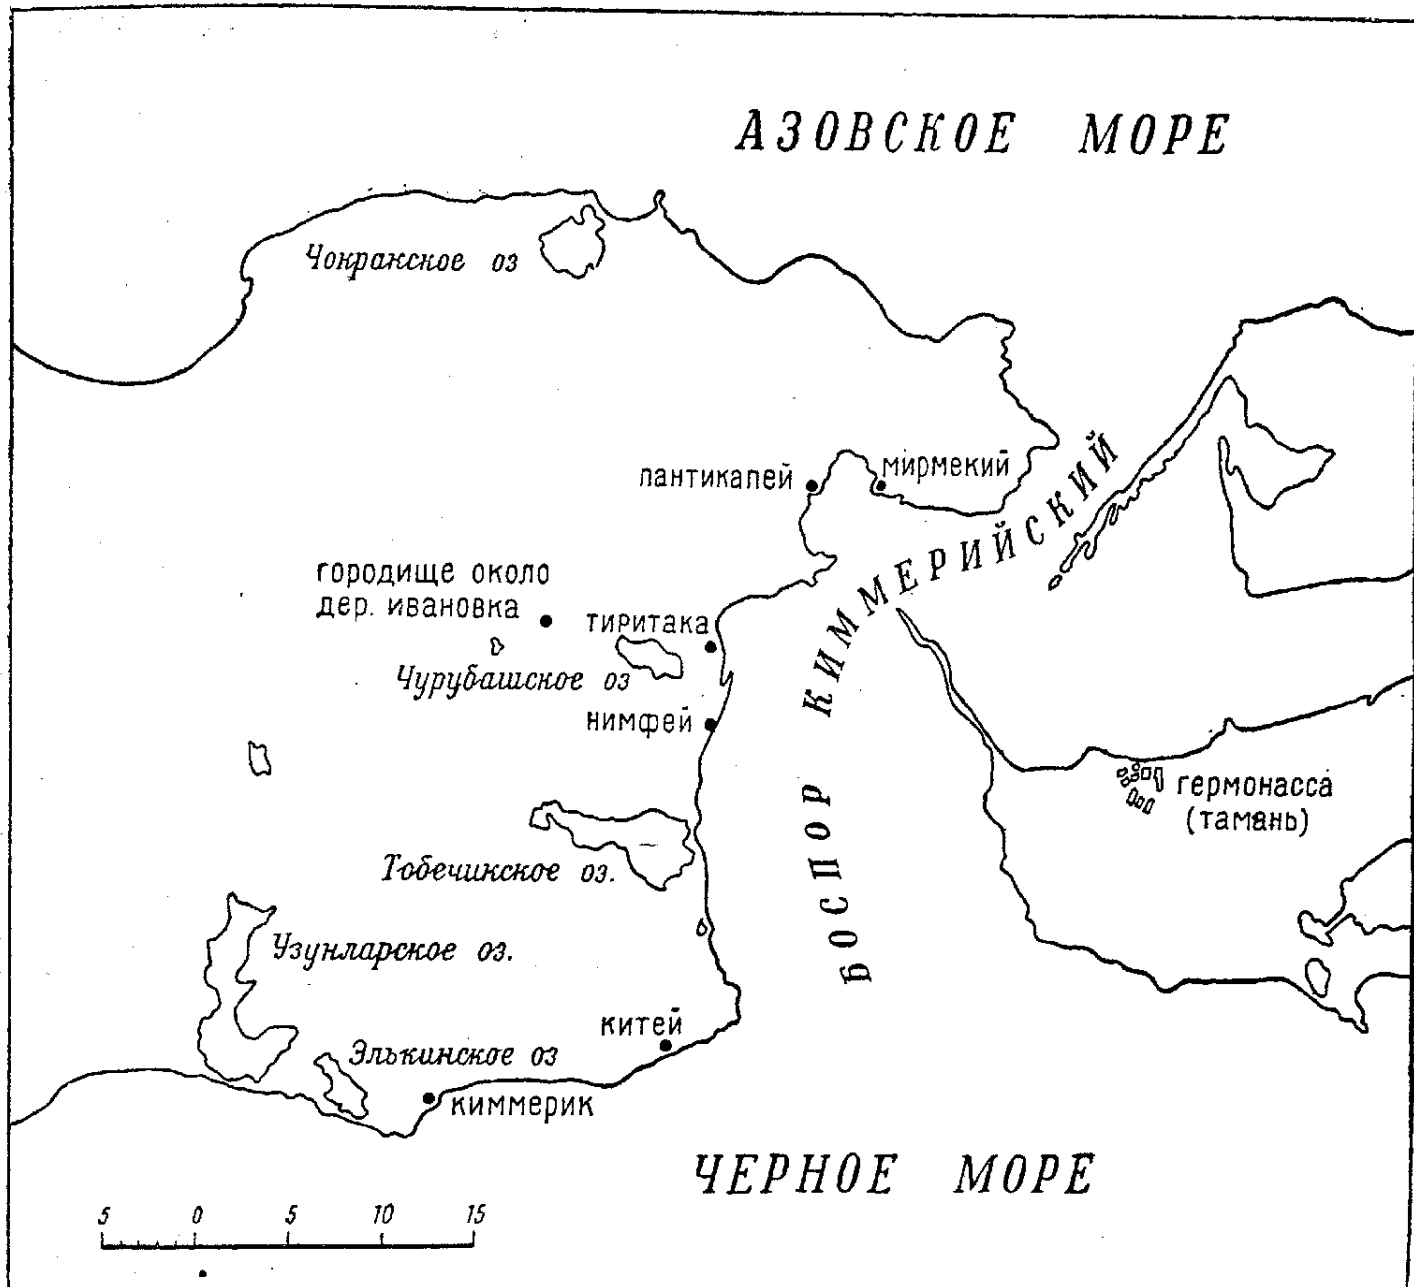 АЗОВСКОЕ МОРЕ
Чокракское оз
пантикапей
мирмекий
городище около
дер. ивановка
тиритака
Чурубашское оз
нимфей
БОСПОР КИММЕРИЙСКИЙ
гермонасса
(тамань)
Тобечикское оз.
Узунларское оз.
китей
Элькинское оз
киммерик
ЧЕРНОЕ МОРЕ
5 0 5 10 15